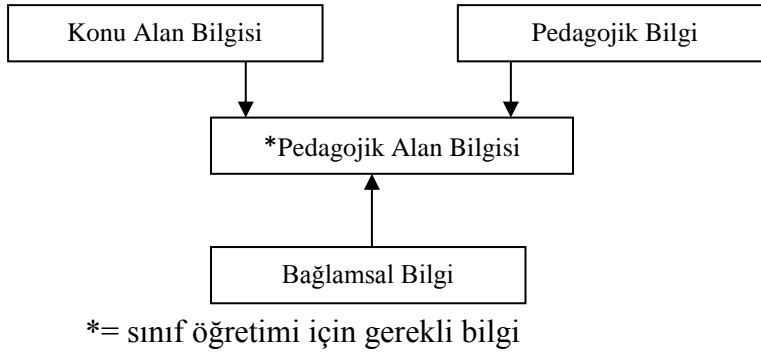 Konu Alan Bilgisi
Pedagojik Bilgi
*Pedagojik Alan Bilgisi
Bağlamsal Bilgi
*= sınıf öğretimi için gerekli bilgi